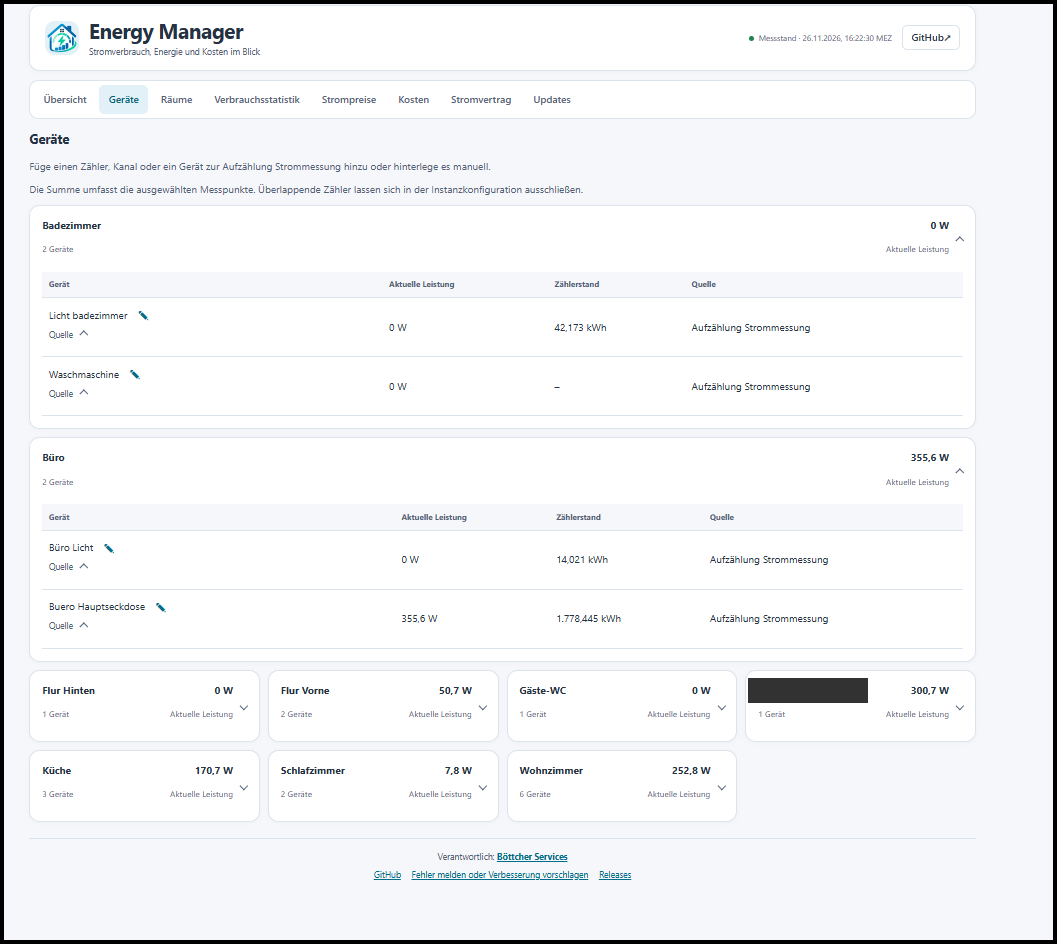 Energy Manager
Stromverbrauch, Energie und Kosten im Blick
Messstand · 26.11.2026, 16:22:30 MEZ
GitHub↗
Übersicht Geräte Räume Verbrauchsstatistik Strompreise Kosten Stromvertrag Updates
Geräte
Füge einen Zähler, Kanal oder ein Gerät zur Aufzählung Strommessung hinzu oder hinterlege es manuell.
Die Summe umfasst die ausgewählten Messpunkte. Überlappende Zähler lassen sich in der Instanzkonfiguration ausschließen.
Badezimmer 0 W
2 Geräte Aktuelle Leistung
Gerät Aktuelle Leistung Zählerstand Quelle
Licht badezimmer
Quelle
0 W 42,173 kWh Aufzählung Strommessung
Waschmaschine
Quelle
0 W – Aufzählung Strommessung
Büro 355,6 W
2 Geräte Aktuelle Leistung
Gerät Aktuelle Leistung Zählerstand Quelle
Büro Licht
Quelle
0 W 14,021 kWh Aufzählung Strommessung
Buero Hauptseckdose
Quelle
355,6 W 1.778,445 kWh Aufzählung Strommessung
Flur Hinten 0 W
1 Gerät Aktuelle Leistung
Flur Vorne 50,7 W
2 Geräte Aktuelle Leistung
Gäste-WC 0 W
1 Gerät Aktuelle Leistung
300,7 W
1 Gerät Aktuelle Leistung
Küche 170,7 W
3 Geräte Aktuelle Leistung
Schlafzimmer 7,8 W
2 Geräte Aktuelle Leistung
Wohnzimmer 252,8 W
6 Geräte Aktuelle Leistung
Verantwortlich: Böttcher Services
GitHub Fehler melden oder Verbesserung vorschlagen Releases